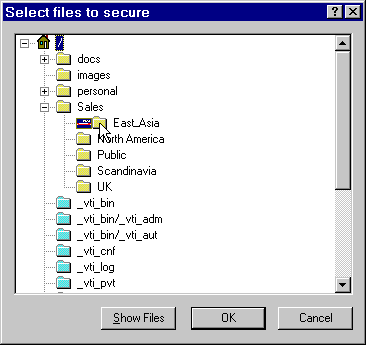 Select files to secure
/
docs
images
personal
Sales
East_Asia
North America
Public
Scandinavia
UK
_vti_bin
_vti_bin/_vti_adm
_vti_bin/_vti_aut
_vti_cnf
_vti_log
_vti_pvt
Show Files OK Cancel